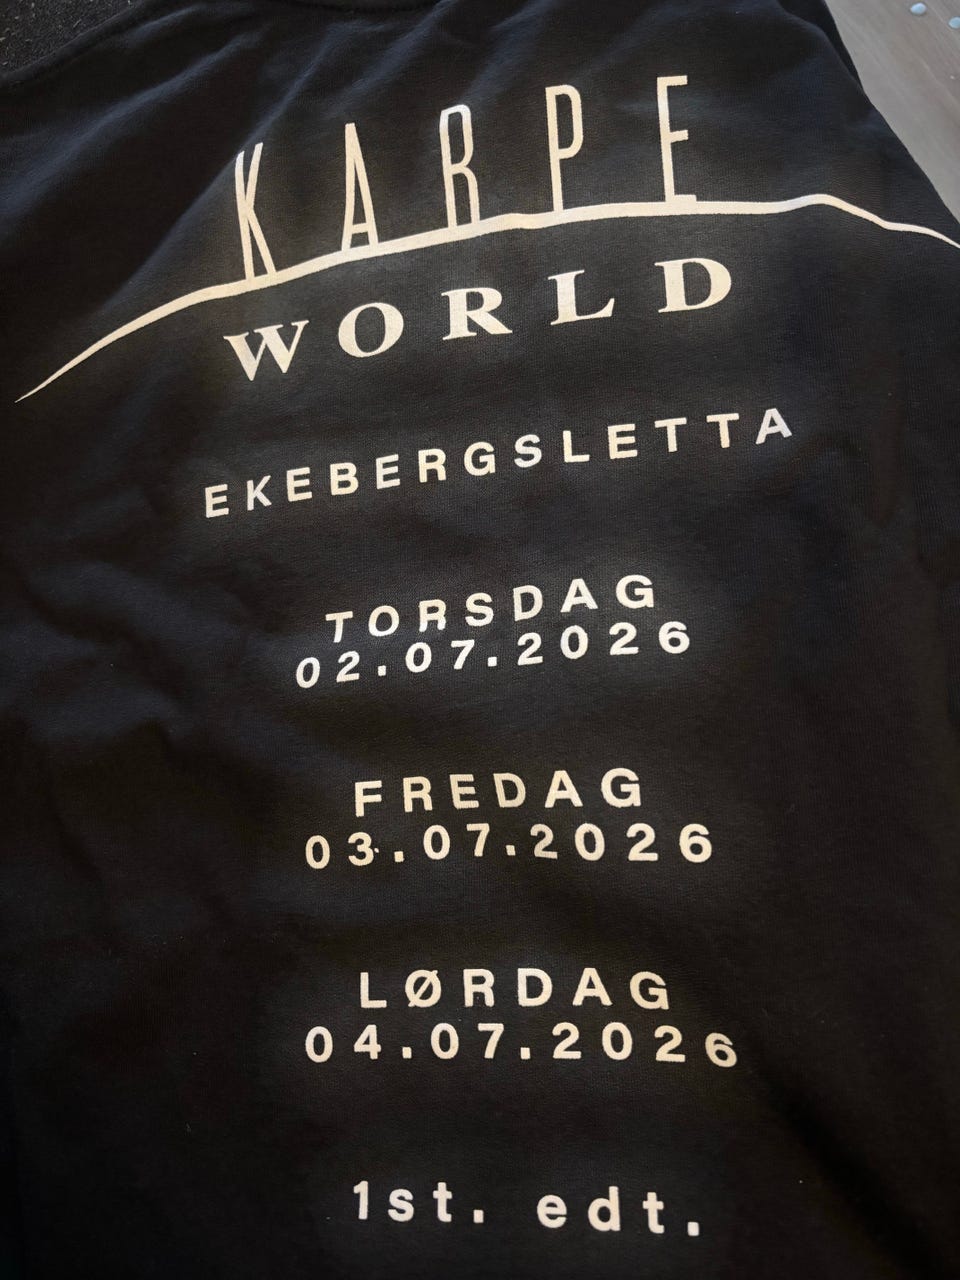 KARPE
WORLD
EKEBERGSLETTA
TORSDAG
02.07.2026
FREDAG
03.07.2026
LØRDAG
04.07.2026
1st. edt.